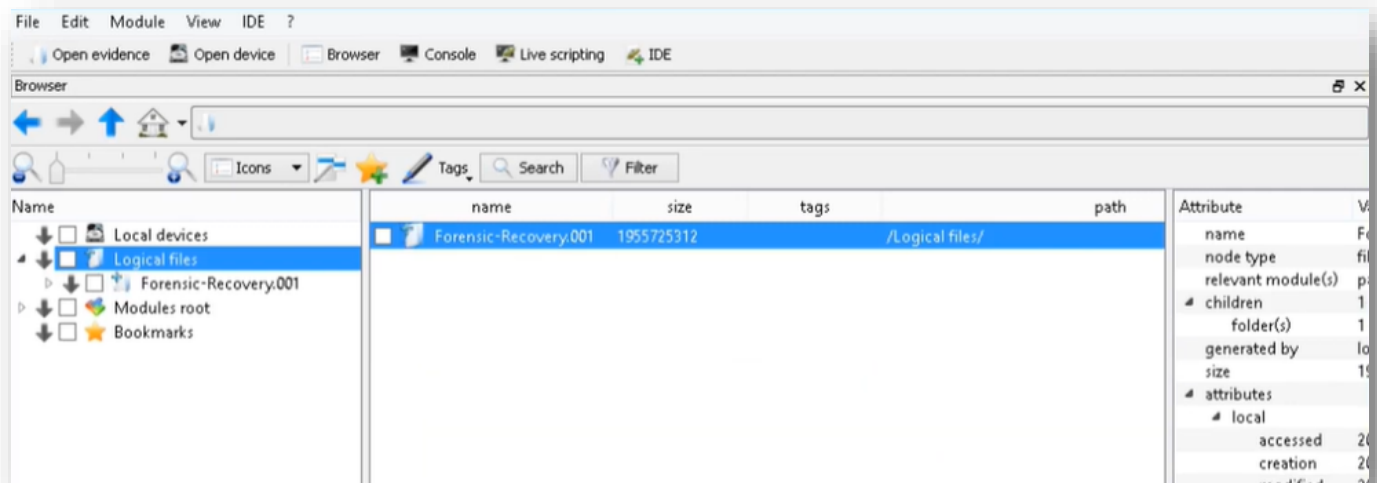 File Edit Module View IDE ?
Open evidence Open device Browser Console Live scripting IDE
Browser
Icons Tags Search Filter
Name
Local devices
Logical files
Forensic-Recovery.001
Modules root
Bookmarks
name size tags path
Forensic-Recovery.001 1955725312 /Logical files/
Attribute
name
node type
relevant module(s)
children 1
folder(s) 1
generated by
size
attributes
local
accessed
creation